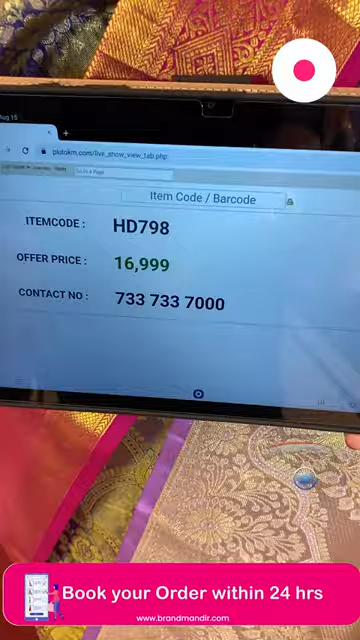 Aug 15
plutokm.com/live_show_view_tab.php
Item Code / Barcode
ITEMCODE : HD798
OFFER PRICE : 16,999
CONTACT NO : 733 733 7000
Book your Order within 24 hrs
www.brandmandir.com